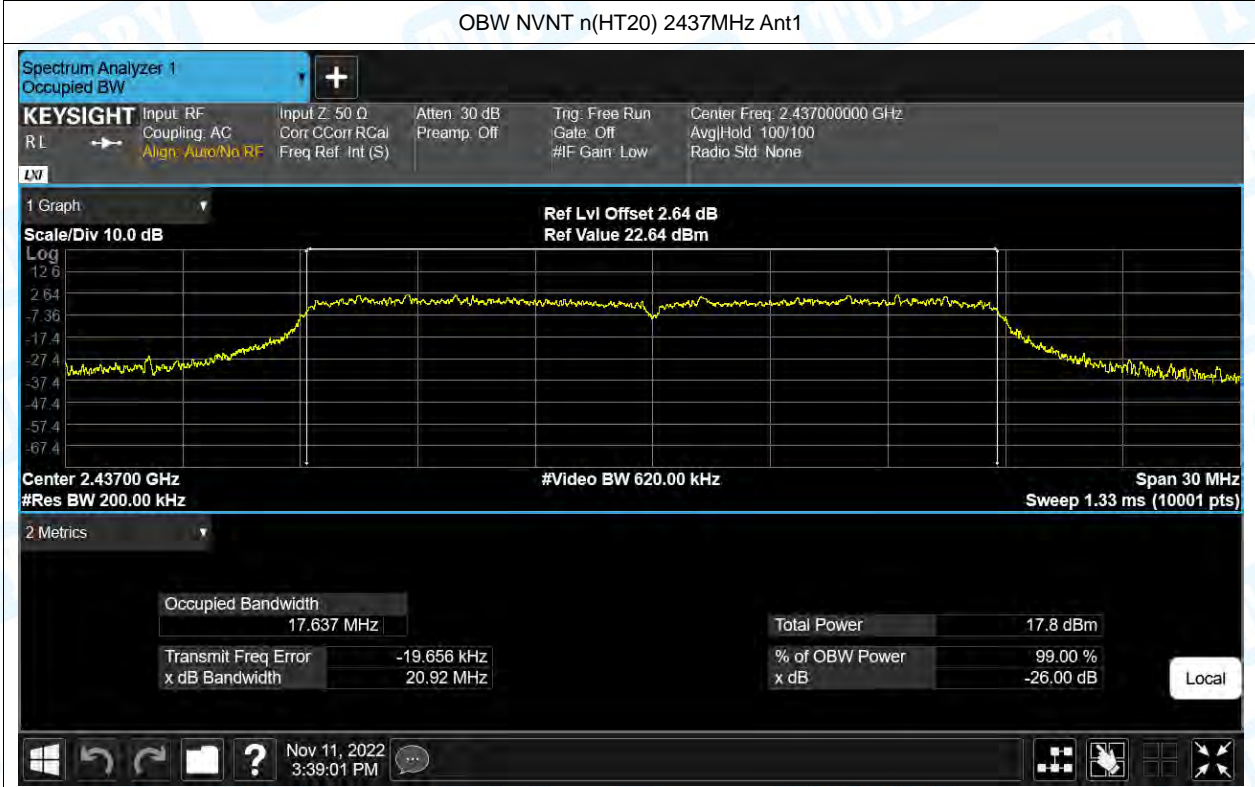 OBW NVNT n(HT20) 2437MHz Ant1
Spectrum Analyzer 1
Occupied BW
+
KEYSIGHT
Input: RF
Input Z: 50 Ω
Atten: 30 dB
Trig: Free Run
Center Freq: 2.437000000 GHz
RL
Coupling: AC
Corr CCorr RCal
Preamp: Off
Gate: Off
Avg|Hold: 100/100
Align: Auto/No RF
Freq Ref: Int (S)
#IF Gain: Low
Radio Std: None
LXI
1 Graph
Ref Lvl Offset 2.64 dB
Scale/Div 10.0 dB
Ref Value 22.64 dBm
Log
12.6
2.64
-7.36
-17.4
-27.4
-37.4
-47.4
-57.4
-67.4
Center 2.43700 GHz
#Video BW 620.00 kHz
Span 30 MHz
#Res BW 200.00 kHz
Sweep 1.33 ms (10001 pts)
2 Metrics
Occupied Bandwidth
17.637 MHz
Total Power 17.8 dBm
Transmit Freq Error -19.656 kHz
% of OBW Power 99.00 %
x dB Bandwidth 20.92 MHz
x dB -26.00 dB
Local
?
Nov 11, 2022
3:39:01 PM